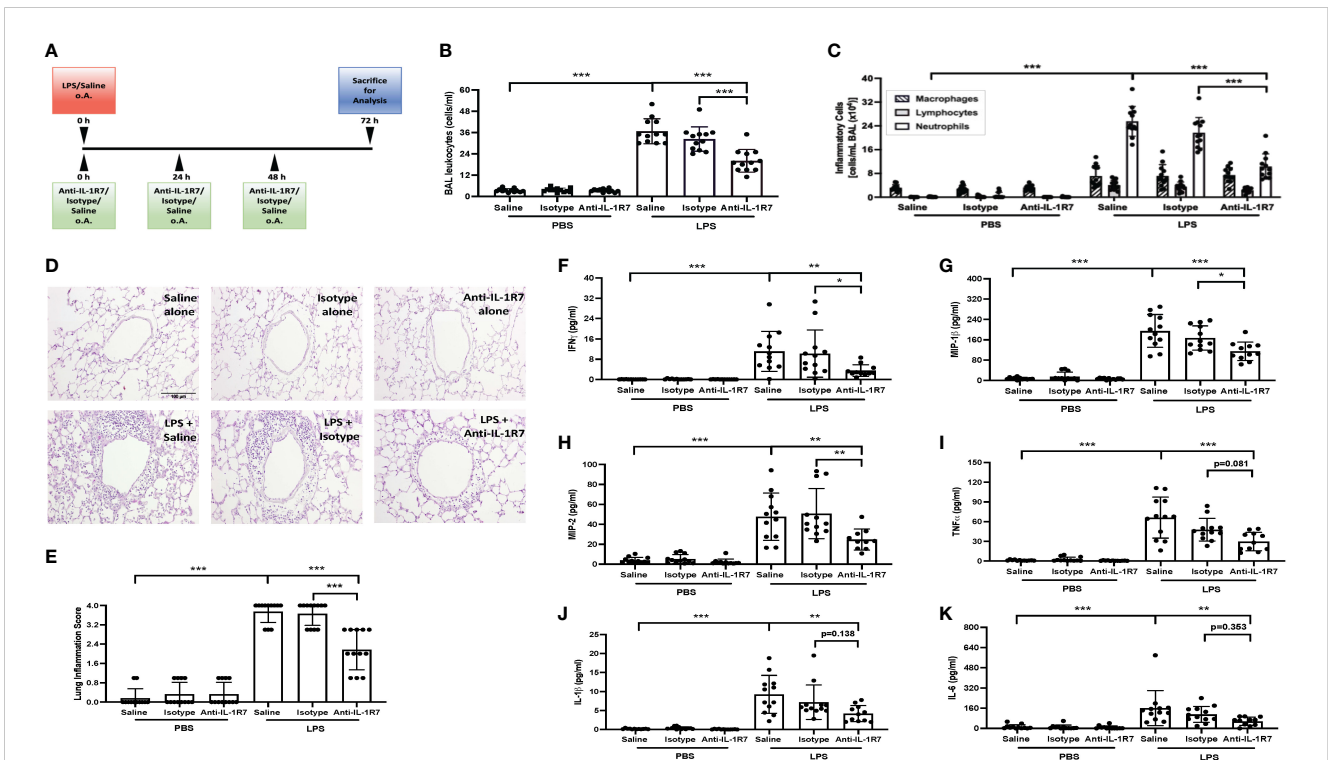 A
LPS/Saline
o.A.
Sacrifice
for
Analysis
0 h
72 h
0 h
24 h
48 h
Anti-IL-1R7/
Isotype/
Saline
o.A.
Anti-IL-1R7/
Isotype/
Saline
o.A.
Anti-IL-1R7/
Isotype/
Saline
o.A.
B
BAL leukocytes (cells/ml)
60
48
36
24
12
0
***
***
***
Saline Isotype Anti-IL-1R7 Saline Isotype Anti-IL-1R7
PBS LPS
C
Inflammatory Cells
[cells/mL BAL (x10⁴)]
40
32
24
16
8
0
Macrophages
Lymphocytes
Neutrophils
***
***
***
Saline Isotype Anti-IL-1R7 Saline Isotype Anti-IL-1R7
PBS LPS
D
Saline
alone
Isotype
alone
Anti-IL-1R7
alone
100 µm
LPS +
Saline
LPS +
Isotype
LPS +
Anti-IL-1R7
E
Lung Inflammation Score
4.0
3.2
2.4
1.6
0.8
0.0
***
***
***
Saline Isotype Anti-IL-1R7 Saline Isotype Anti-IL-1R7
PBS LPS
F
IFNγ (pg/ml)
40
28
16
8
0
***
**
*
Saline Isotype Anti-IL-1R7 Saline Isotype Anti-IL-1R7
PBS LPS
G
MIP-1β (pg/ml)
400
320
240
160
80
0
***
***
*
Saline Isotype Anti-IL-1R7 Saline Isotype Anti-IL-1R7
PBS LPS
H
MIP-2 (pg/ml)
100
80
60
40
20
0
***
**
**
Saline Isotype Anti-IL-1R7 Saline Isotype Anti-IL-1R7
PBS LPS
I
TNFα (pg/ml)
150
120
90
60
30
0
***
***
p=0.081
Saline Isotype Anti-IL-1R7 Saline Isotype Anti-IL-1R7
PBS LPS
J
IL-1β (pg/ml)
25
20
15
10
5
0
***
**
p=0.138
Saline Isotype Anti-IL-1R7 Saline Isotype Anti-IL-1R7
PBS LPS
K
IL-6 (pg/ml)
800
640
480
320
160
0
***
**
p=0.353
Saline Isotype Anti-IL-1R7 Saline Isotype Anti-IL-1R7
PBS LPS